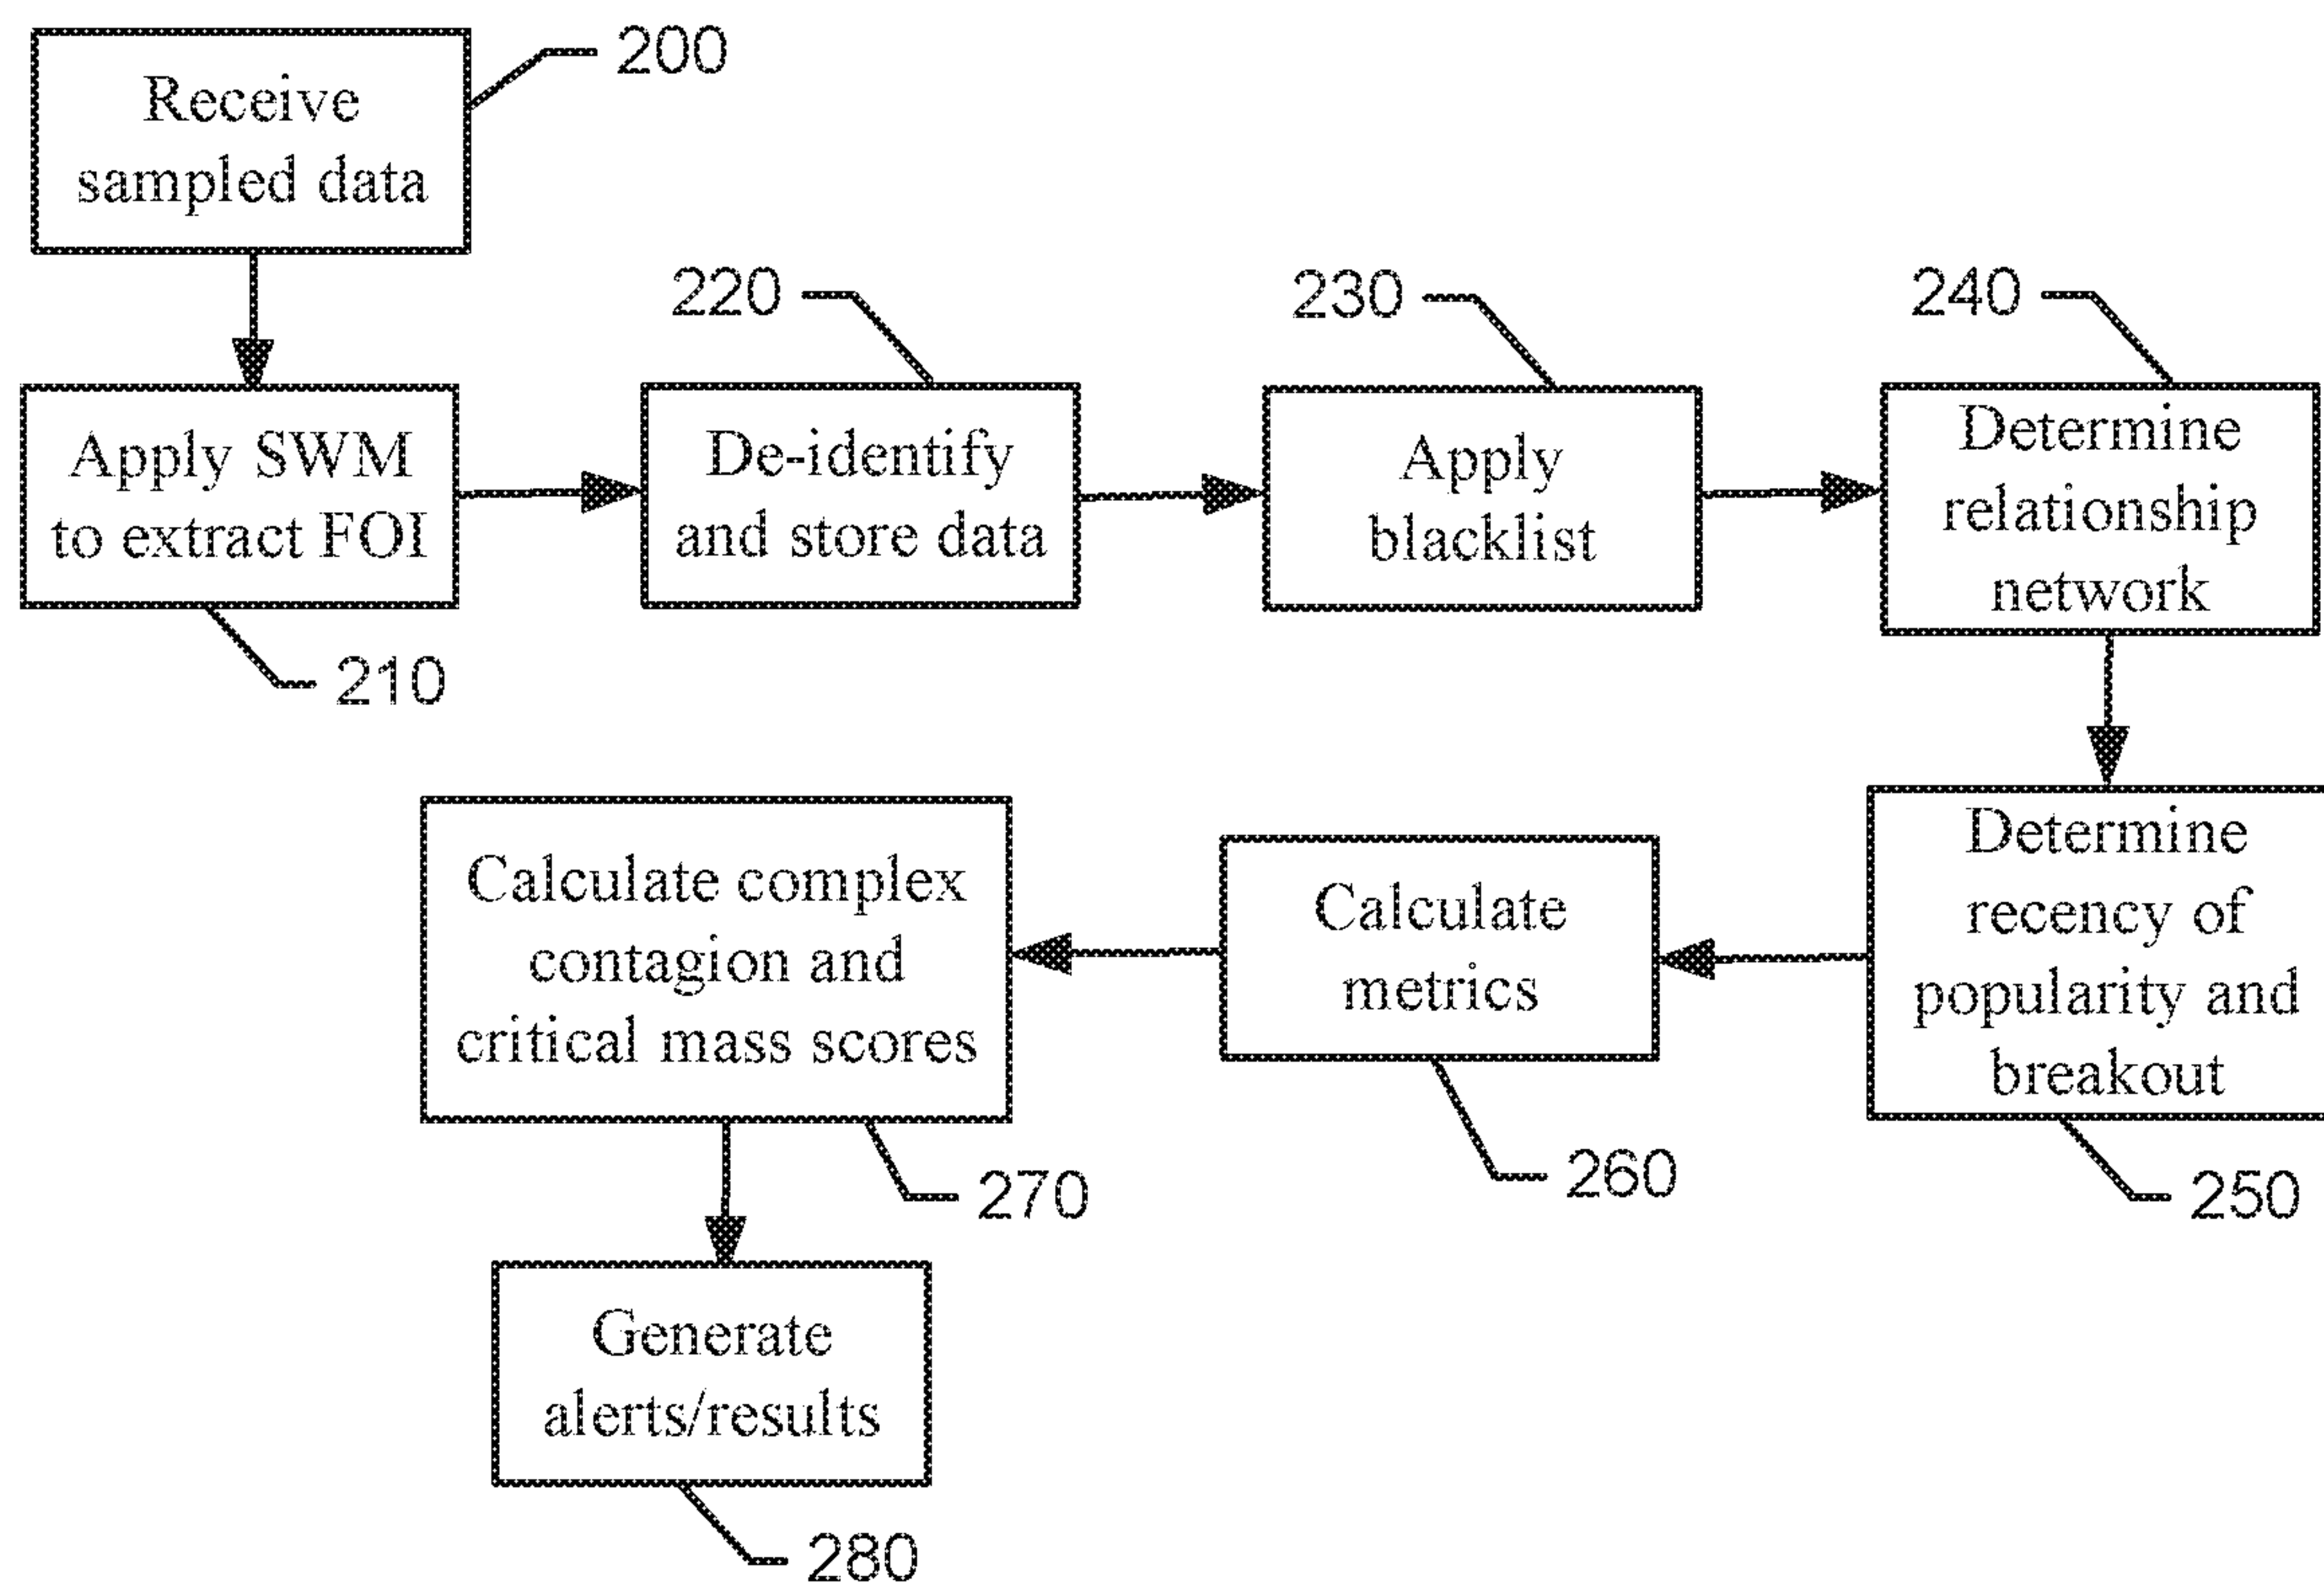 Receive
sampled data
200
Apply SWM
to extract FOI
210
220
De-identify
and store data
230
Apply
blacklist
240
Determine
relationship
network
Determine
recency of
popularity and
breakout
250
Calculate
metrics
260
Calculate complex
contagion and
critical mass scores
270
Generate
alerts/results
280